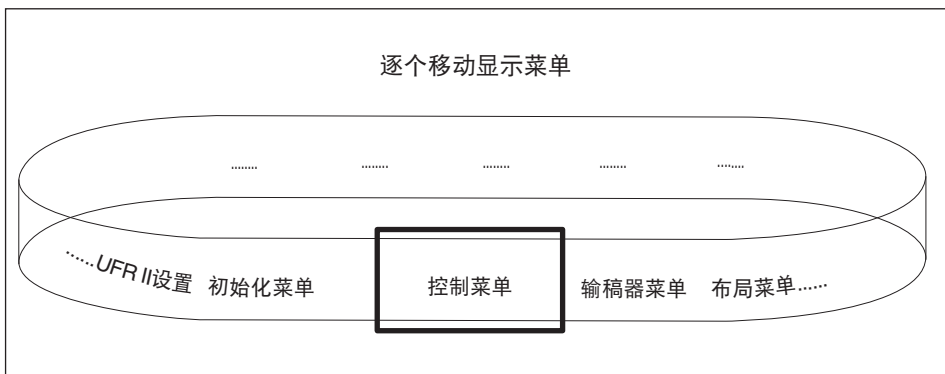 逐个移动显示菜单
........ ........ ........ ........ ........
......UFR II设置 初始化菜单 控制菜单 输稿器菜单 布局菜单......